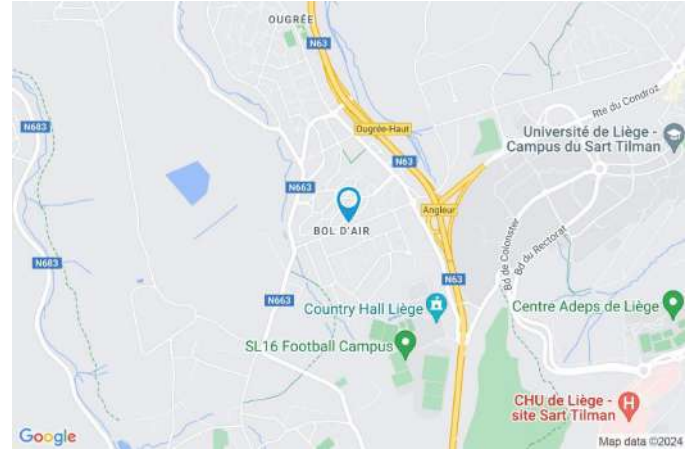 OUGRÉE
N63
N683
Rte du Condroz
Ougrée-Haut
Université de Liège -
Campus du Sart Tilman
N63
N663
Angleur
BOL D'AIR
Bd de Colonster
Bd du Rectorat
N683
N63
N663
Country Hall Liège
Centre Adeps de Liège
SL16 Football Campus
CHU de Liège -
site Sart Tilman
H
Google
Map data ©2024